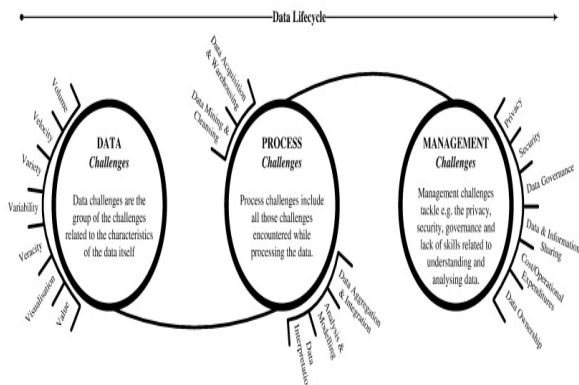 Data Lifecycle
Volume
Velocity
Variety
Variability
Veracity
Visualisation
Value
DATA
Challenges
Data challenges are the
group of the challenges
related to the characteristics
of the data itself
Data Acquisition
& Warehousing
Data Mining &
Cleansing
PROCESS
Challenges
Process challenges include
all those challenges
encountered while
processing the data.
Data Aggregation
& Integration
Analysis &
Modelling
Data
Interpretation
MANAGEMENT
Challenges
Management challenges
tackle e.g. the privacy,
security, governance and
lack of skills related to
understanding and
analysing data.
Privacy
Security
Data Governance
Data & Information
Sharing
Cost/Operational
Expenditures
Data Ownership